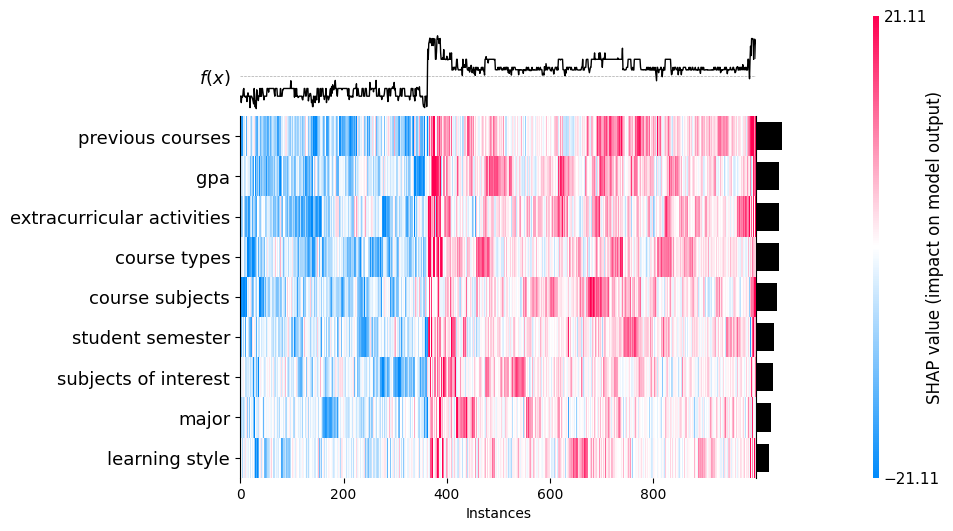 21.11
f(x)
previous courses
gpa
extracurricular activities
course types
course subjects
student semester
subjects of interest
major
learning style
0 200 400 600 800
Instances
−21.11
SHAP value (impact on model output)